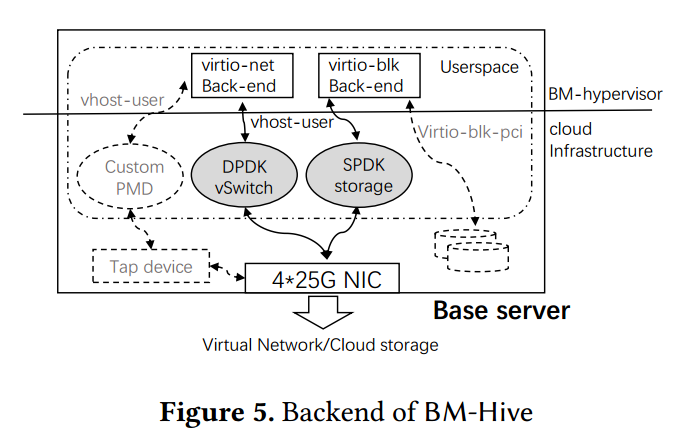 virtio-net
Back-end
virtio-blk
Back-end
Userspace
vhost-user
BM-hypervisor
vhost-user
Virtio-blk-pci
cloud
Infrastructure
Custom
PMD
DPDK
vSwitch
SPDK
storage
Tap device
4*25G NIC
Base server
Virtual Network/Cloud storage
Figure 5. Backend of BM-Hive